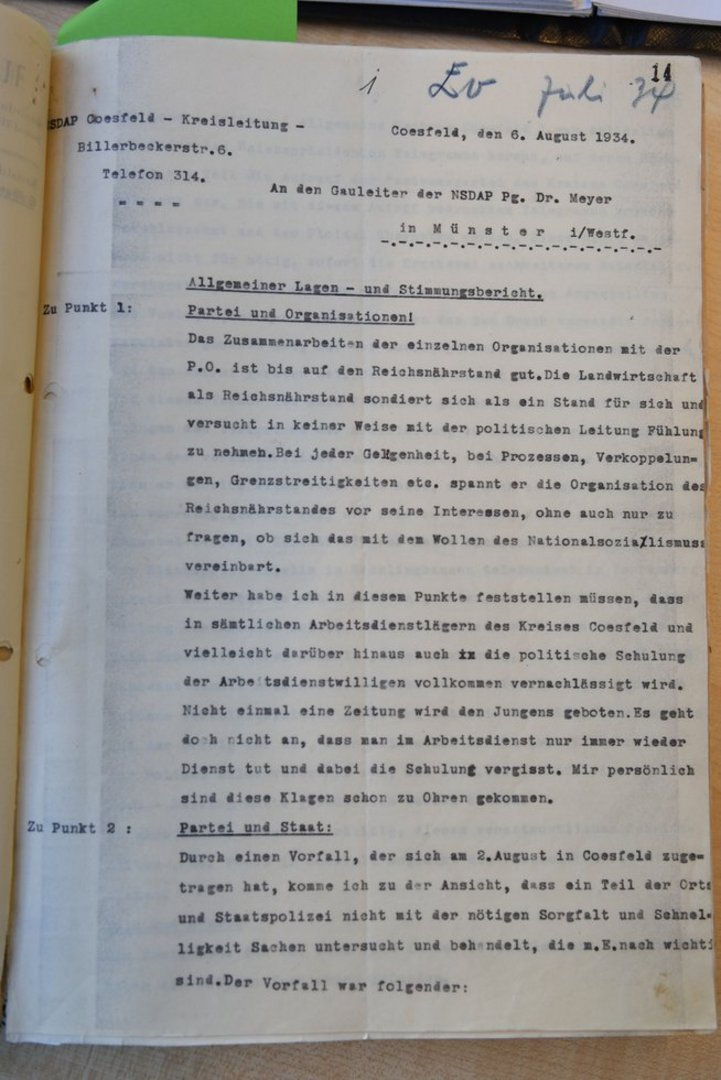 14
i Ev Juli 34
NSDAP Coesfeld - Kreisleitung -
Coesfeld, den 6. August 1934.
Billerbeckerstr.6.
Telefon 314.
= = = =
An den Gauleiter der NSDAP Pg. Dr. Meyer
in M ü n s t e r i/Westf.
-.-.-.-.-.-.-.-.-.-.-.-.-.-.-
Allgemeiner Lagen - und Stimmungsbericht.
Zu Punkt 1:
Partei und Organisationen!
Das Zusammenarbeiten der einzelnen Organisationen mit der
P.O. ist bis auf den Reichsnährstand gut.Die Landwirtschaft
als Reichsnährstand sondiert sich als ein Stand für sich und
versucht in keiner Weise mit der politischen Leitung Fühlung
zu nehmen.Bei jeder Gelegenheit, bei Prozessen, Verkoppelun=
gen, Grenzstreitigkeiten etc. spannt er die Organisation des
Reichsnährstandes vor seine Interessen, ohne auch nur zu
fragen, ob sich das mit dem Wollen des Nationalsozialismus
vereinbart.
Weiter habe ich in diesem Punkte feststellen müssen, dass
in sämtlichen Arbeitsdienstlägern des Kreises Coesfeld und
vielleicht darüber hinaus auch die politische Schulung
der Arbeitsdienstwilligen vollkommen vernachlässigt wird.
Nicht einmal eine Zeitung wird den Jungens geboten.Es geht
doch nicht an, dass man im Arbeitsdienst nur immer wieder
Dienst tut und dabei die Schulung vergisst. Mir persönlich
sind diese Klagen schon zu Ohren gekommen.
Zu Punkt 2 :
Partei und Staat:
Durch einen Vorfall, der sich am 2.August in Coesfeld zuge=
tragen hat, komme ich zu der Ansicht, dass ein Teil der Orts
und Staatspolizei nicht mit der nötigen Sorgfalt und Schnel=
ligkeit Sachen untersucht und behandelt, die m.E.nach wichti
sind.Der Vorfall war folgender: